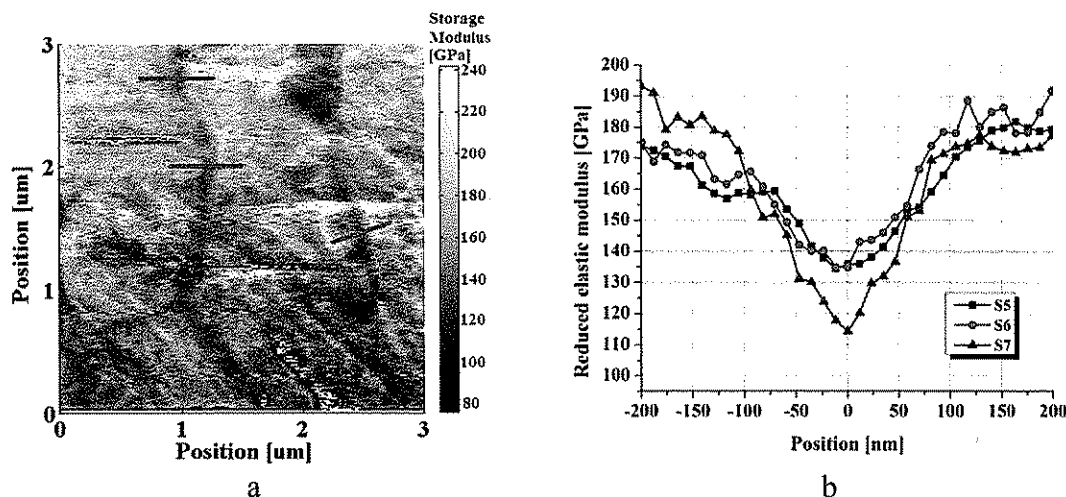 Storage
Modulus
[GPa]
3
2
1
0
Position [um]
0 1 2 3
Position [um]
240
220
200
180
160
140
120
100
80
a
200
190
180
170
160
150
140
130
120
110
100
Reduced elastic modulus [GPa]
S5
S6
S7
-200 -150 -100 -50 0 50 100 150 200
Position [nm]
b